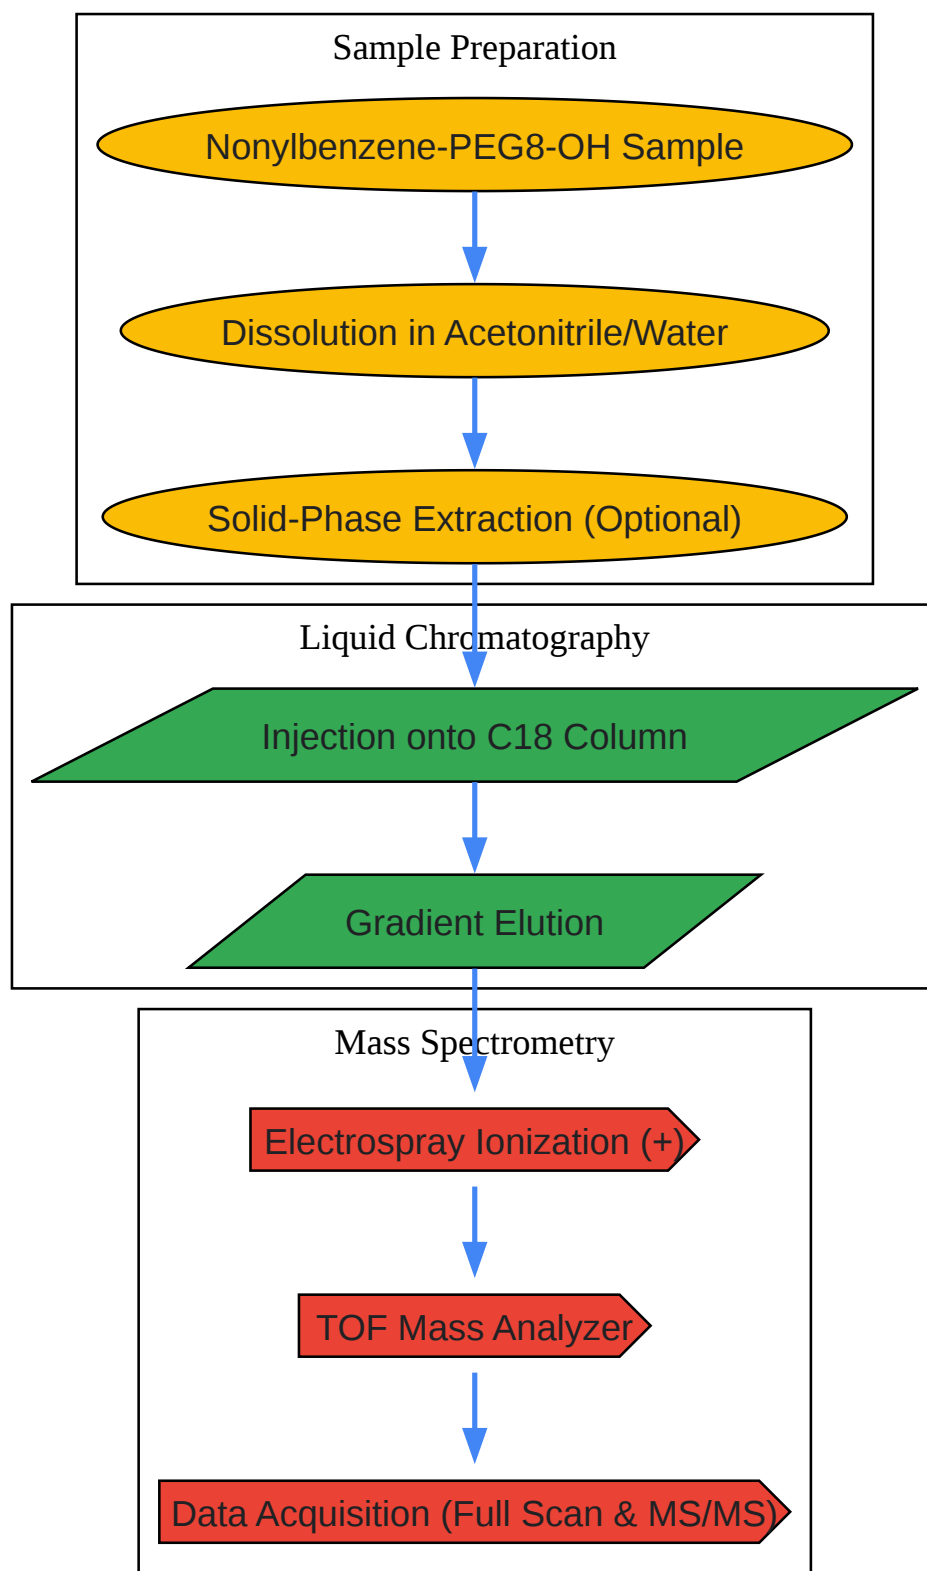 Sample Preparation
Nonylbenzene-PEG8-OH Sample
Dissolution in Acetonitrile/Water
Solid-Phase Extraction (Optional)
Liquid Chromatography
Injection onto C18 Column
Gradient Elution
Mass Spectrometry
Electrospray Ionization (+)
TOF Mass Analyzer
Data Acquisition (Full Scan & MS/MS)